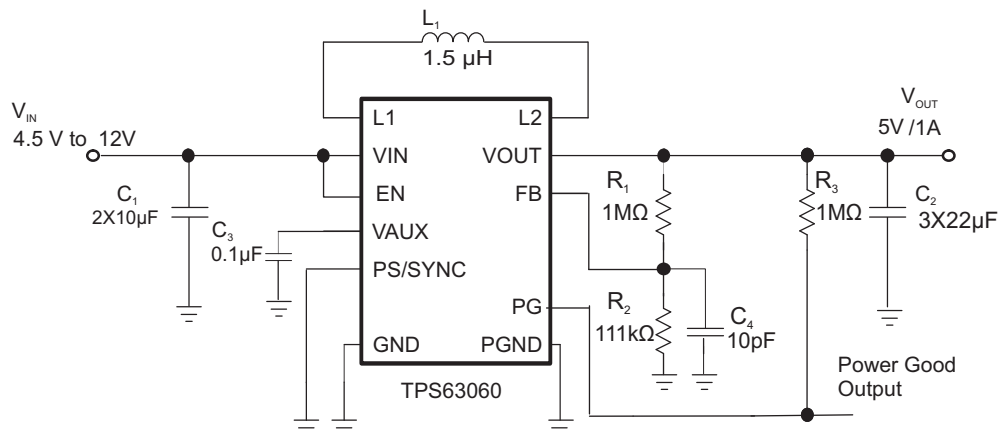 L1
1.5 µH
VIN
4.5 V to 12V
VOUT
5V /1A
L1
L2
VIN
VOUT
EN
FB
VAUX
PS/SYNC
PG
GND
PGND
TPS63060
C1
2X10µF
C3
0.1µF
R1
1MΩ
R3
1MΩ
C2
3X22µF
R2
111kΩ
C4
10pF
Power Good
Output